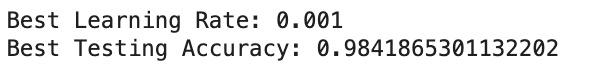 Best Learning Rate: 0.001
Best Testing Accuracy: 0.9841865301132202